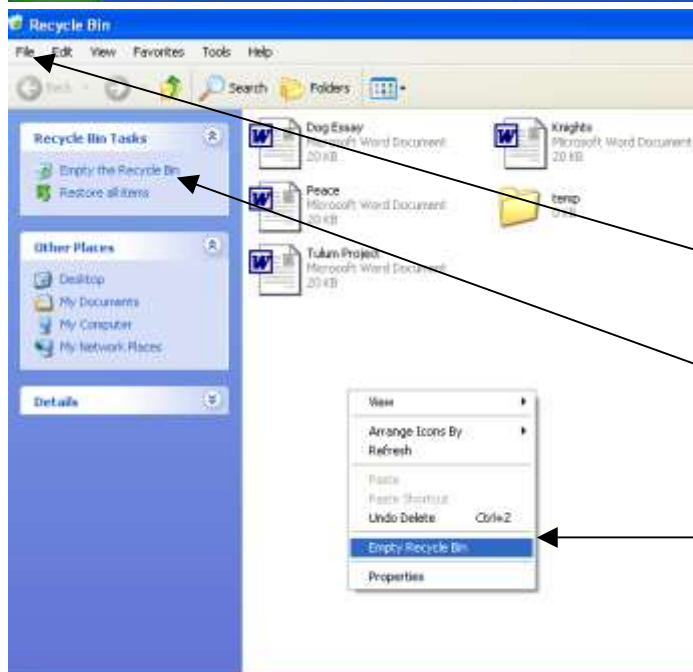 Recycle Bin
File Edit View Favorites Tools Help
Back Search Folders
Recycle Bin Tasks
Empty the Recycle Bin
Restore all items
Other Places
Desktop
My Documents
My Computer
My Network Places
Details
Dog Essay
Microsoft Word Document
20 KB
Knights
Microsoft Word Document
20 KB
Peace
Microsoft Word Document
20 KB
temp
0 KB
Tulum Project
Microsoft Word Document
20 KB
View
Arrange Icons By
Refresh
Paste
Paste Shortcut
Undo Delete Ctrl+Z
Empty Recycle Bin
Properties